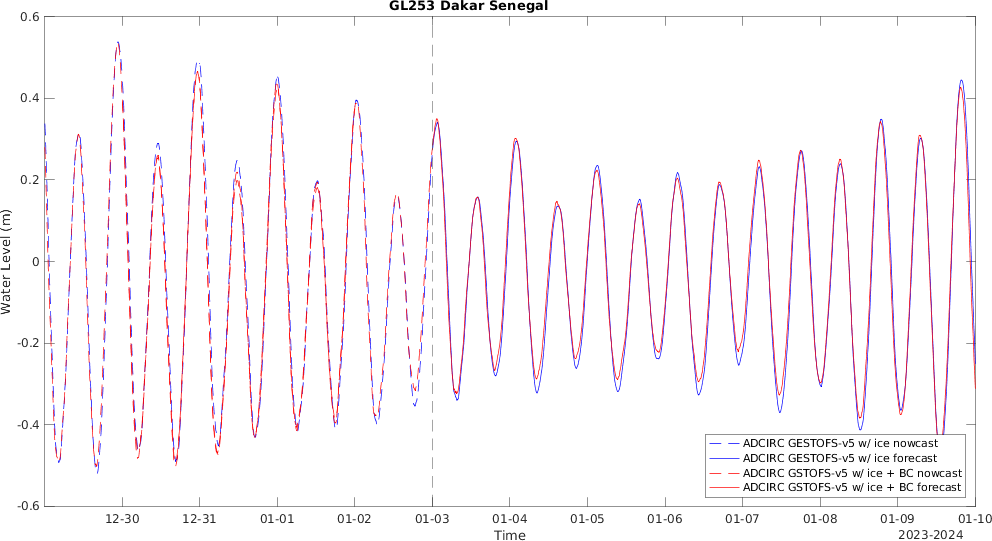 GL253 Dakar Senegal
0.6
0.4
0.2
0
-0.2
-0.4
-0.6
Water Level (m)
ADCIRC GESTOFS-v5 w/ ice nowcast
ADCIRC GESTOFS-v5 w/ ice forecast
ADCIRC GSTOFS-v5 w/ ice + BC nowcast
ADCIRC GSTOFS-v5 w/ ice + BC forecast
12-30 12-31 01-01 01-02 01-03 01-04 01-05 01-06 01-07 01-08 01-09 01-10
Time
2023-2024